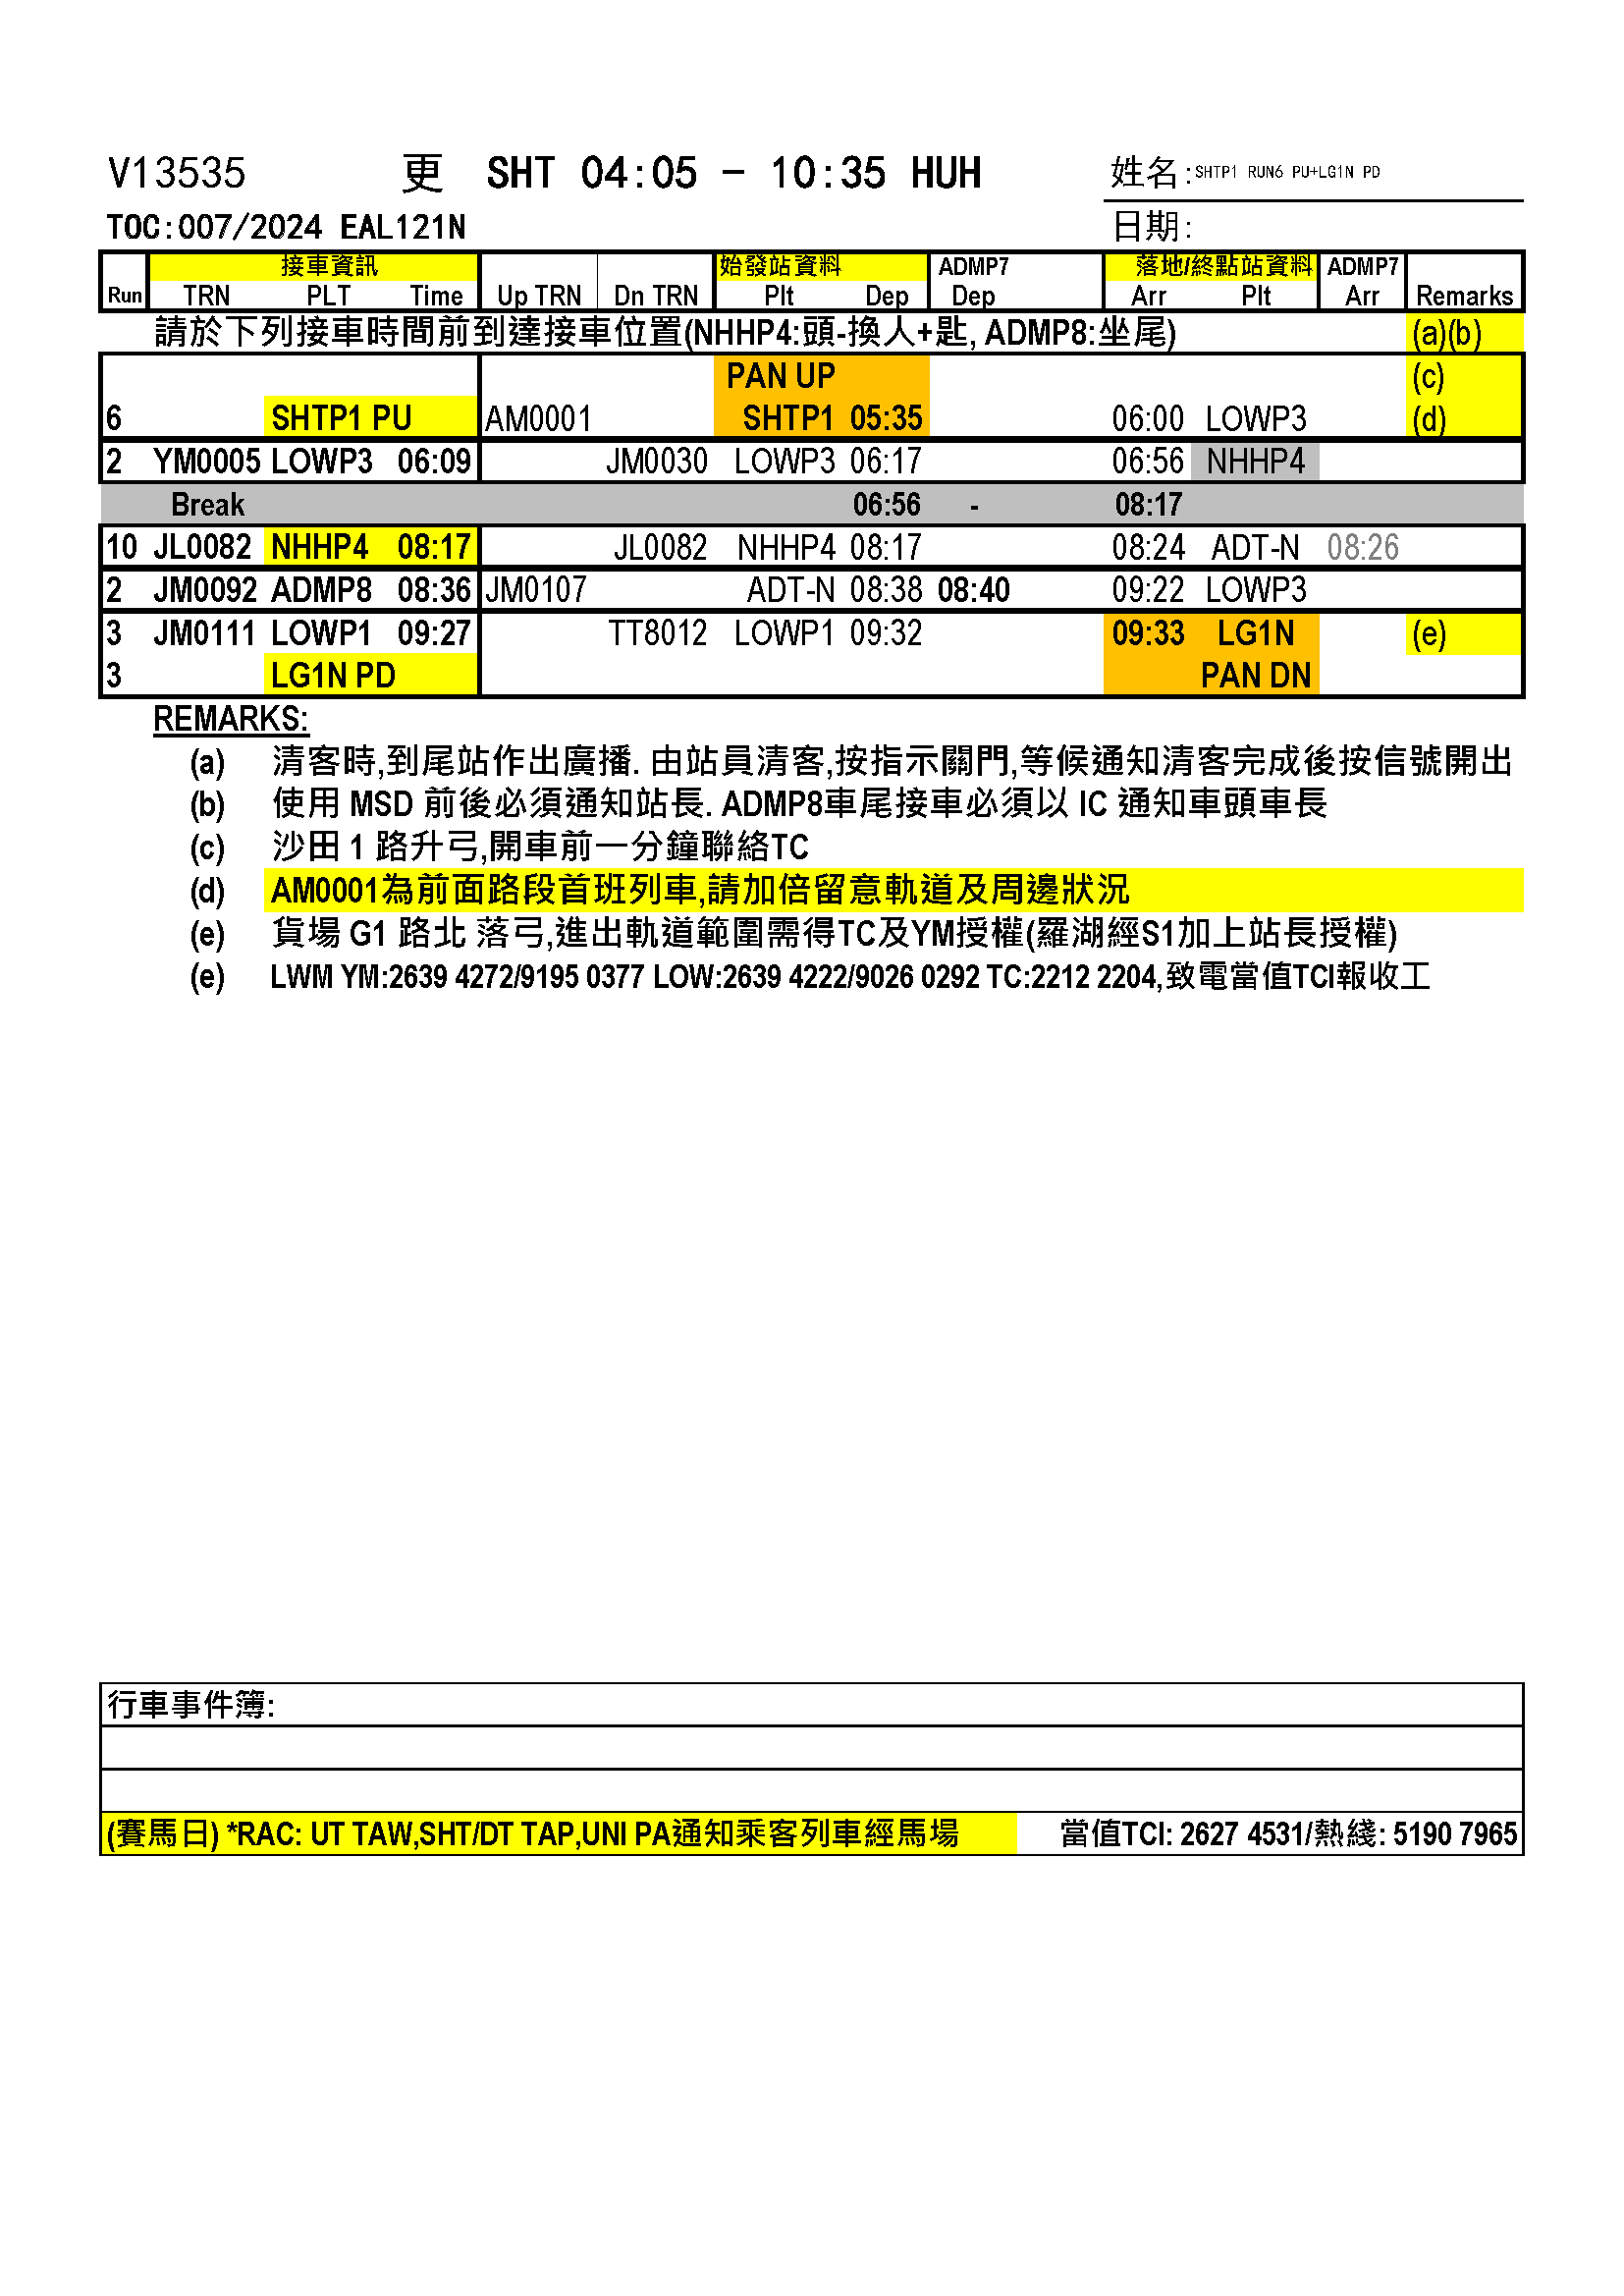 V13535 更 SHT 04:05 - 10:35 HUH 姓名:SHTP1 RUN6 PU+LG1N PD
TOC:007/2024 EAL121N 日期:
接車資訊 始發站資料 ADMP7 落地/終點站資料 ADMP7
Run TRN PLT Time Up TRN Dn TRN Plt Dep Dep Arr Plt Arr Remarks
請於下列接車時間前到達接車位置(NHHP4:頭-換人+匙, ADMP8:坐尾) (a)(b)
PAN UP (c)
6 SHTP1 PU AM0001 SHTP1 05:35 06:00 LOWP3 (d)
2 YM0005 LOWP3 06:09 JM0030 LOWP3 06:17 06:56 NHHP4
Break 06:56 - 08:17
10 JL0082 NHHP4 08:17 JL0082 NHHP4 08:17 08:24 ADT-N 08:26
2 JM0092 ADMP8 08:36 JM0107 ADT-N 08:38 08:40 09:22 LOWP3
3 JM0111 LOWP1 09:27 TT8012 LOWP1 09:32 09:33 LG1N (e)
3 LG1N PD PAN DN
REMARKS:
(a) 清客時,到尾站作出廣播. 由站員清客,按指示關門,等候通知清客完成後按信號開出
(b) 使用 MSD 前後必須通知站長. ADMP8車尾接車必須以 IC 通知車頭車長
(c) 沙田 1 路升弓,開車前一分鐘聯絡TC
(d) AM0001為前面路段首班列車,請加倍留意軌道及周邊狀況
(e) 貨場 G1 路北 落弓,進出軌道範圍需得TC及YM授權(羅湖經S1加上站長授權)
(e) LWM YM:2639 4272/9195 0377 LOW:2639 4222/9026 0292 TC:2212 2204,致電當值TCI報收工
行車事件簿:
(賽馬日) *RAC: UT TAW,SHT/DT TAP,UNI PA通知乘客列車經馬場 當值TCI: 2627 4531/熱綫: 5190 7965